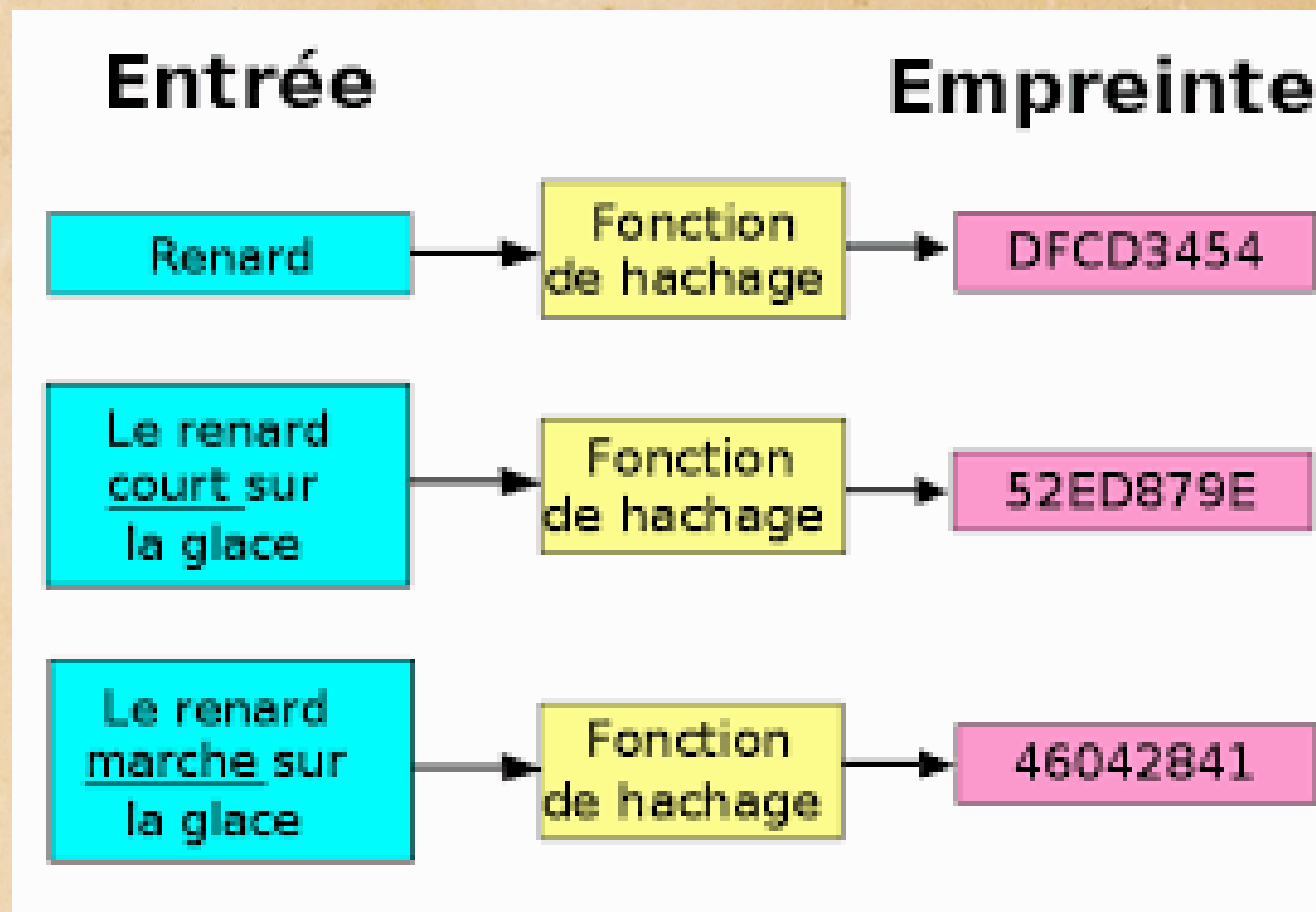 Entrée
Empreinte
Renard
Fonction
de hachage
DFCD3454
Le renard
court sur
la glace
Fonction
de hachage
52ED879E
Le renard
marche sur
la glace
Fonction
de hachage
46042841